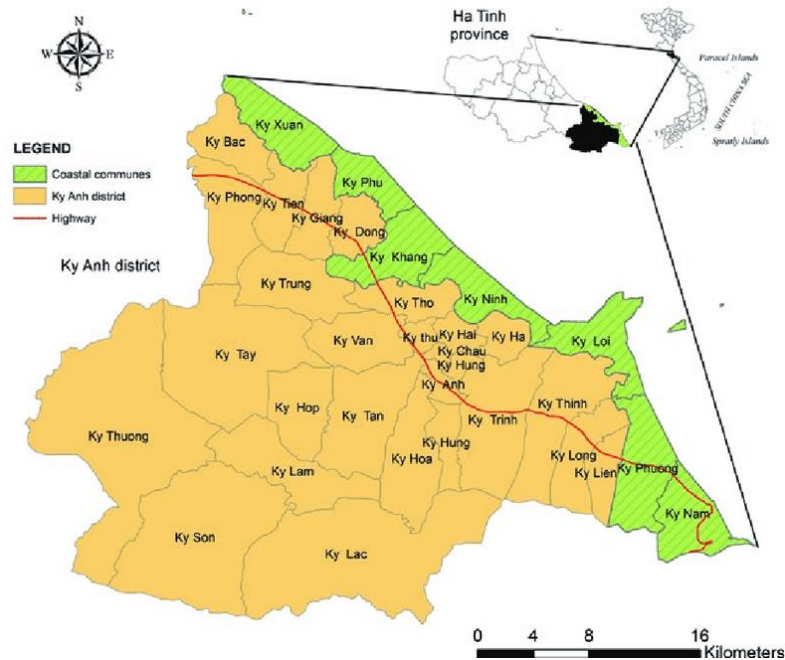 N
W E
S
Ha Tinh
province
Paracel Islands
SOUTH CHINA SEA
Spratly Islands
LEGEND
Coastal communes
Ky Anh district
Highway
Ky Anh district
Ky Xuan
Ky Bac
Ky Phu
Ky Phong
Ky Tien
Ky Giang
Ky Dong
Ky Khang
Ky Trung
Ky Tho
Ky Ninh
Ky Van
Ky thu
Ky Hai
Ky Ha
Ky Loi
Ky Chau
Ky Hung
Ky Tay
Ky Anh
Ky Hop
Ky Tan
Ky Trinh
Ky Thinh
Ky Thuong
Ky Hung
Ky Hoa
Ky Long
Ky Lam
Ky Lien
Ky Phuong
Ky Nam
Ky Son
Ky Lac
0 4 8 16
Kilometers